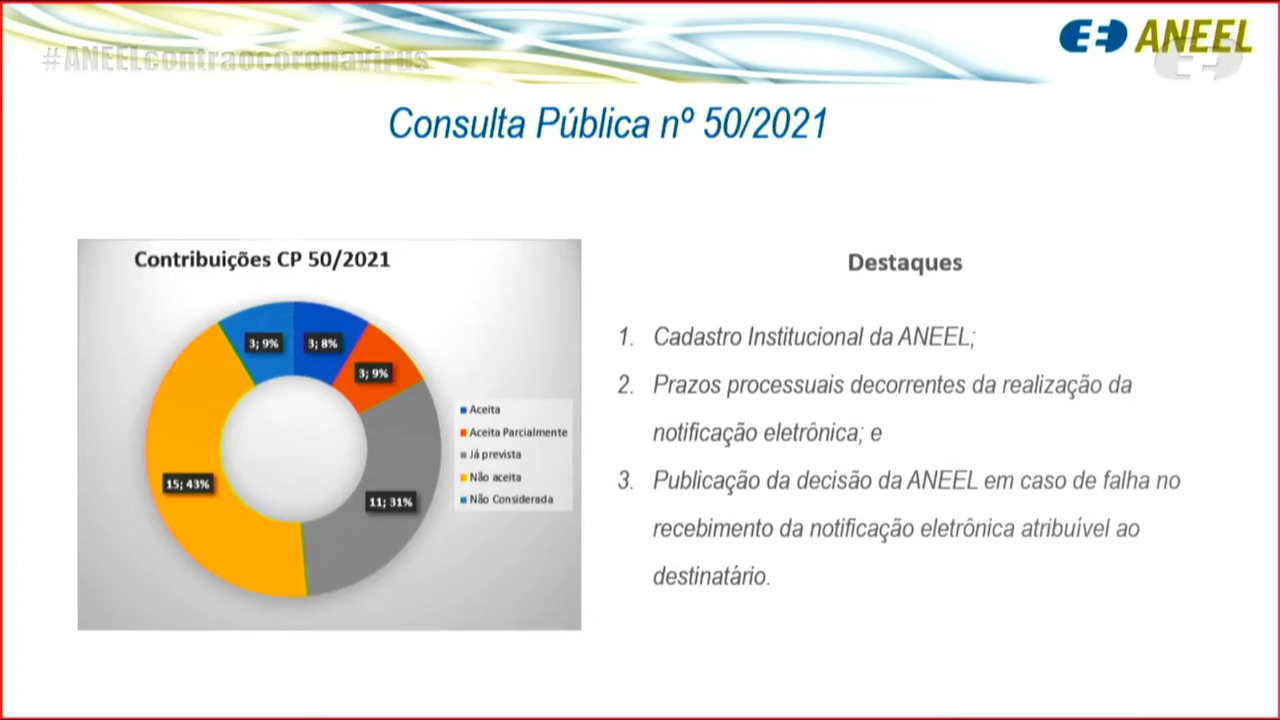 #ANEELcontraocoronavirus
ANEEL
Consulta Pública nº 50/2021
Contribuições CP 50/2021
3; 9%
3; 8%
3; 9%
15; 43%
11; 31%
Aceita
Aceita Parcialmente
Já prevista
Não aceita
Não Considerada
Destaques
1. Cadastro Institucional da ANEEL;
2. Prazos processuais decorrentes da realização da
notificação eletrônica; e
3. Publicação da decisão da ANEEL em caso de falha no
recebimento da notificação eletrônica atribuível ao
destinatário.